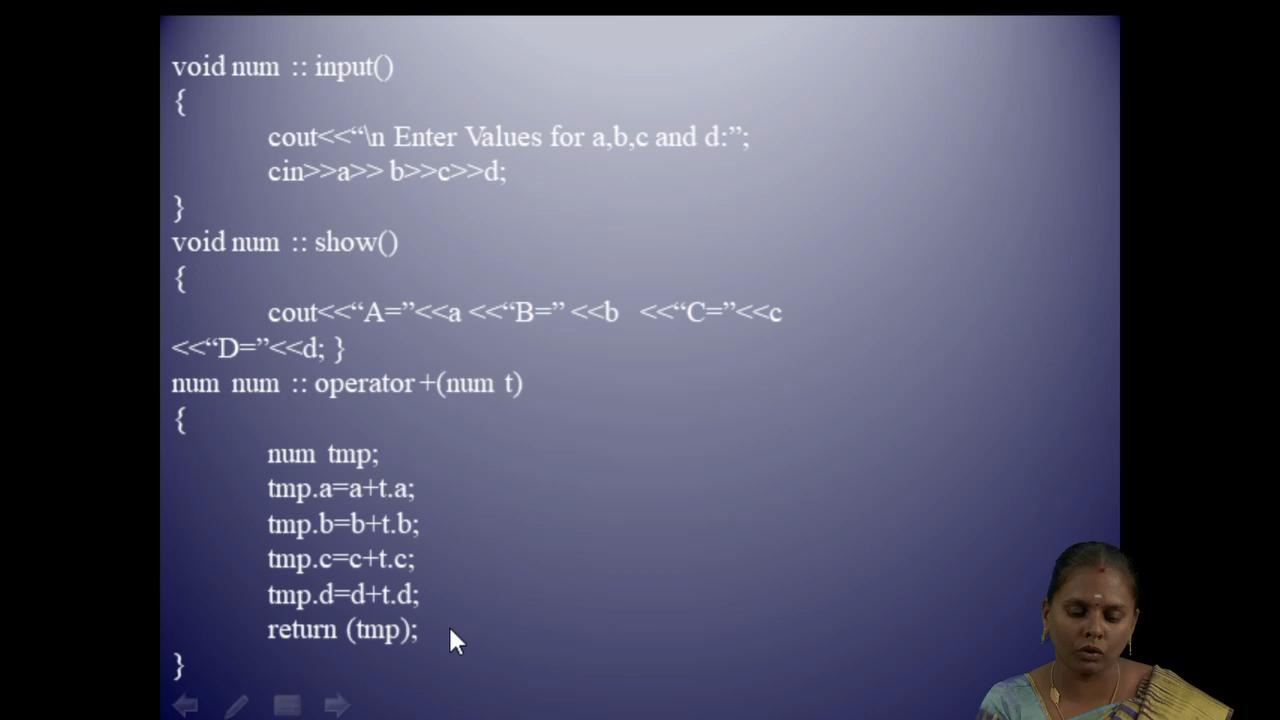 void num :: input()
{
cout<<“\n Enter Values for a,b,c and d:”;
cin>>a>> b>>c>>d;
}
void num :: show()
{
cout<<“A=”<<a <<“B=” <<b <<“C=”<<c
<<“D=”<<d; }
num num :: operator +(num t)
{
num tmp;
tmp.a=a+t.a;
tmp.b=b+t.b;
tmp.c=c+t.c;
tmp.d=d+t.d;
return (tmp);
}